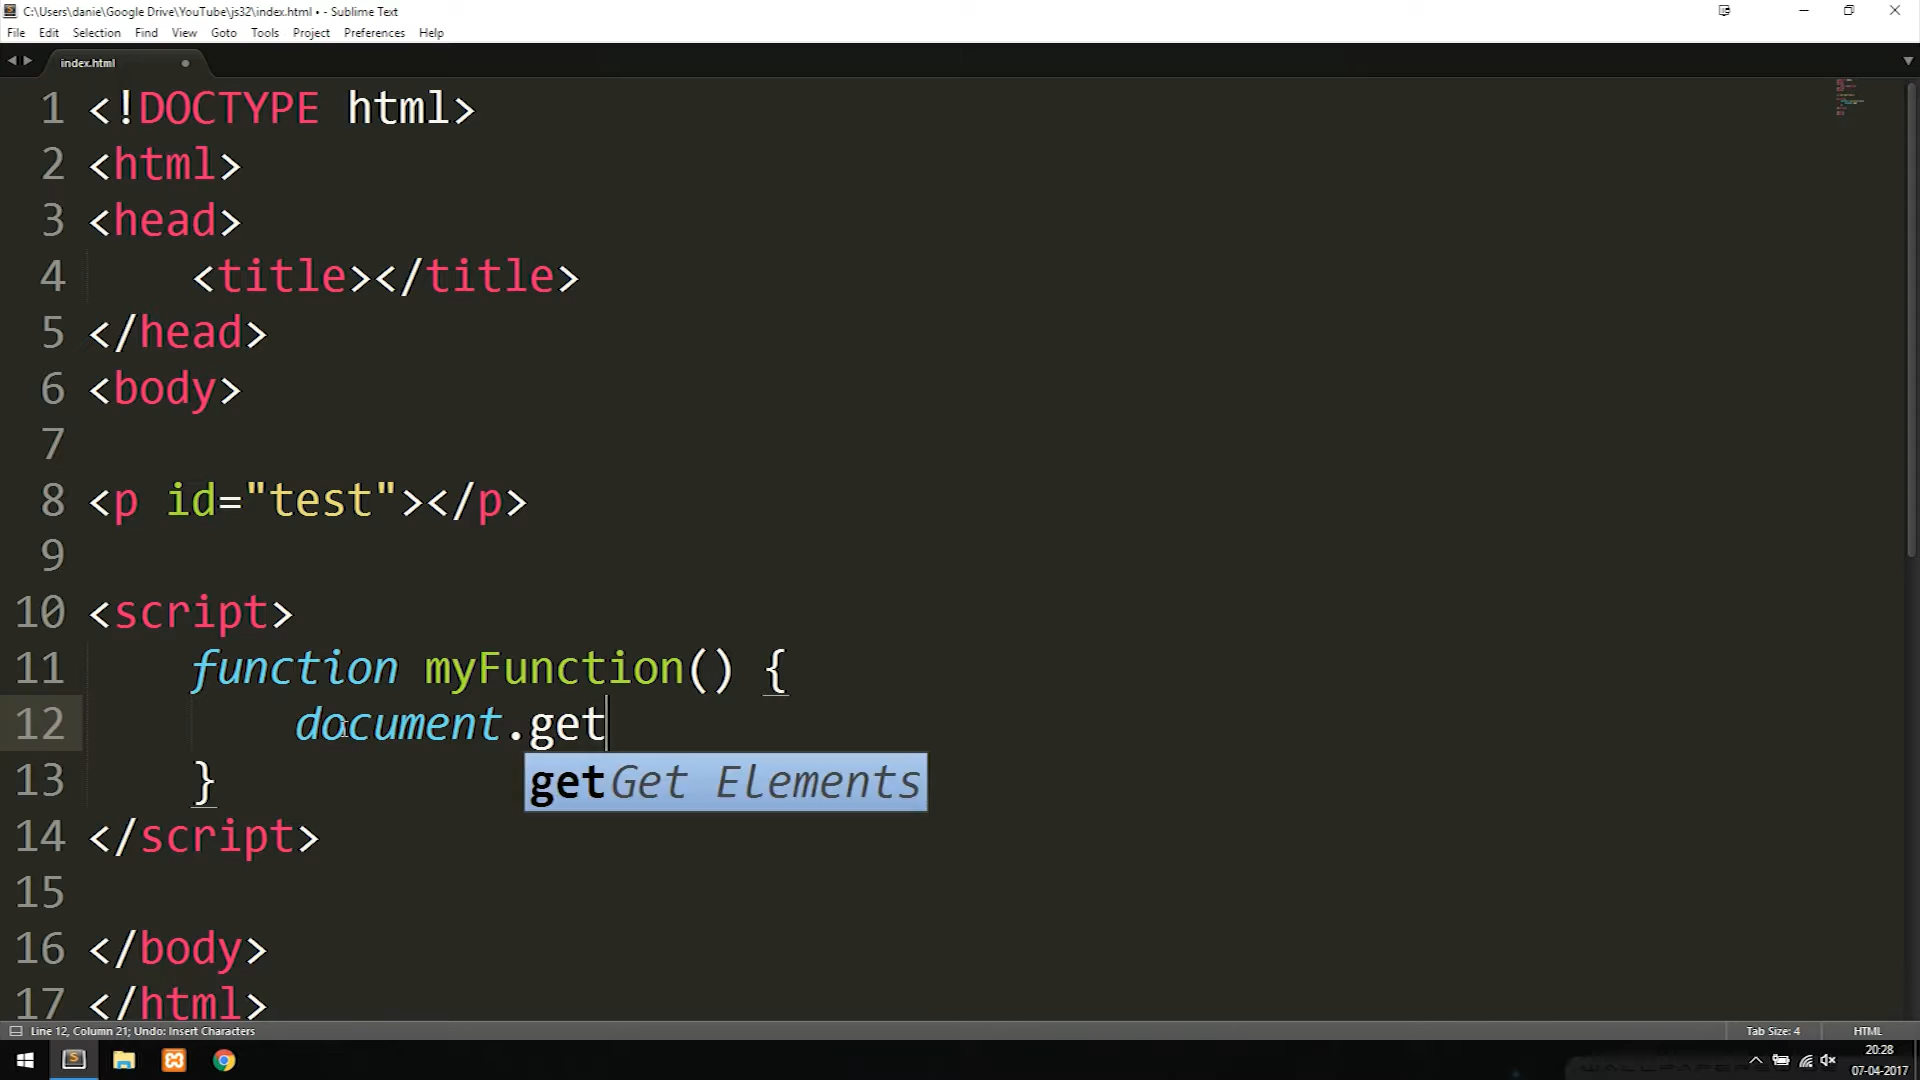 C:\Users\danie\Google Drive\YouTube\js32\index.html • - Sublime Text
File Edit Selection Find View Goto Tools Project Preferences Help
index.html
1 <!DOCTYPE html>
2 <html>
3 <head>
4 <title></title>
5 </head>
6 <body>
7
8 <p id="test"></p>
9
10 <script>
11 function myFunction() {
12 document.get
getGet Elements
13 }
14 </script>
15
16 </body>
17 </html>
Line 12, Column 21; Undo: Insert Characters
Tab Size: 4 HTML
20:28
07-04-2017